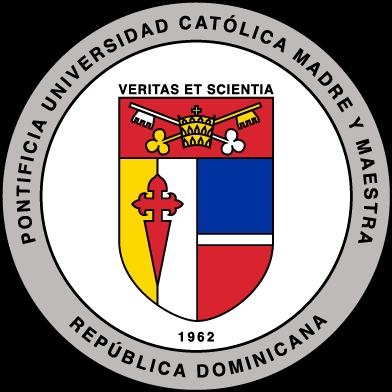 PONTIFICIA UNIVERSIDAD CATÓLICA MADRE Y MAESTRA
VERITAS ET SCIENTIA
1962
REPÚBLICA DOMINICANA